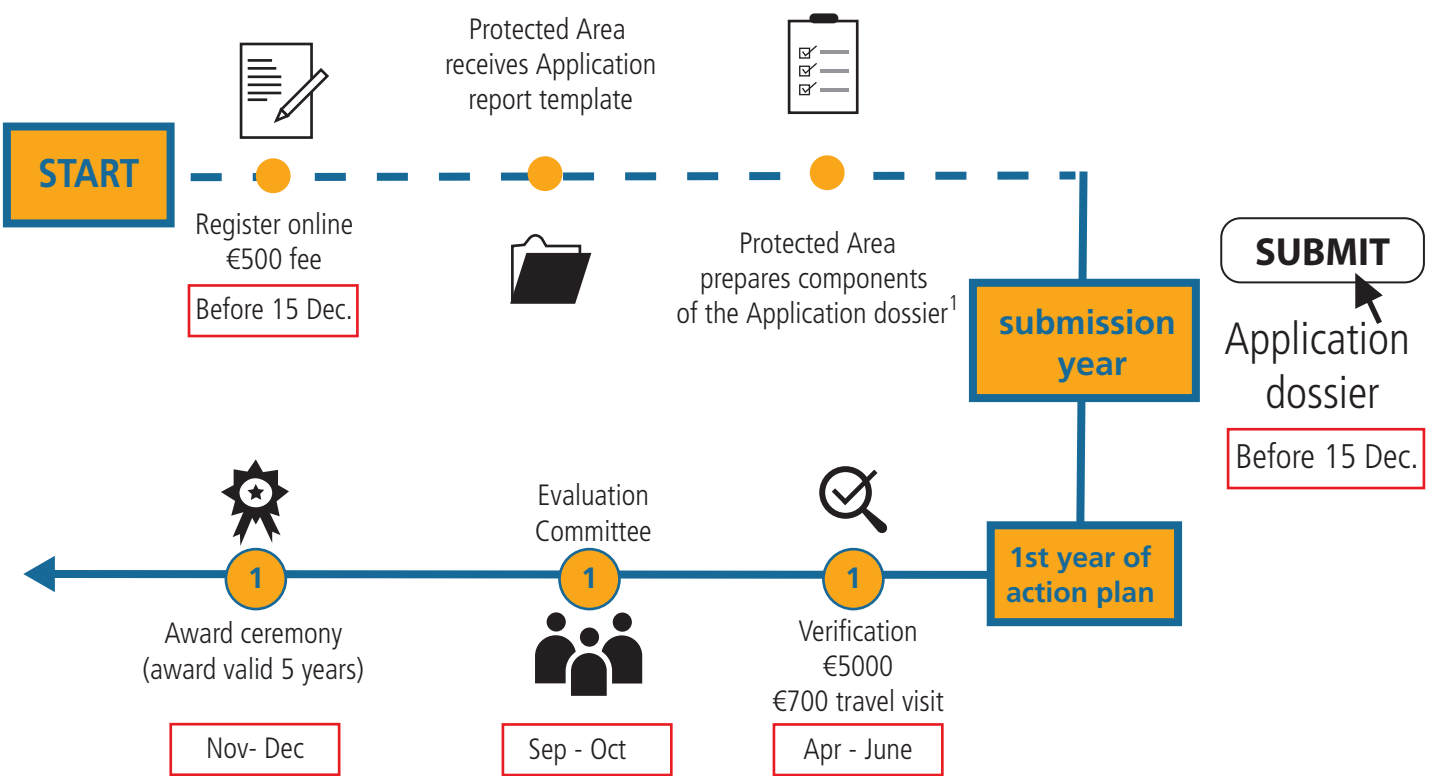 START
Register online
€500 fee
Before 15 Dec.
Protected Area
receives Application
report template
Protected Area
prepares components
of the Application dossier1
submission
year
SUBMIT
Application
dossier
Before 15 Dec.
1st year of
action plan
1
Verification
€5000
€700 travel visit
Apr - June
Evaluation
Committee
1
Sep - Oct
1
Award ceremony
(award valid 5 years)
Nov- Dec